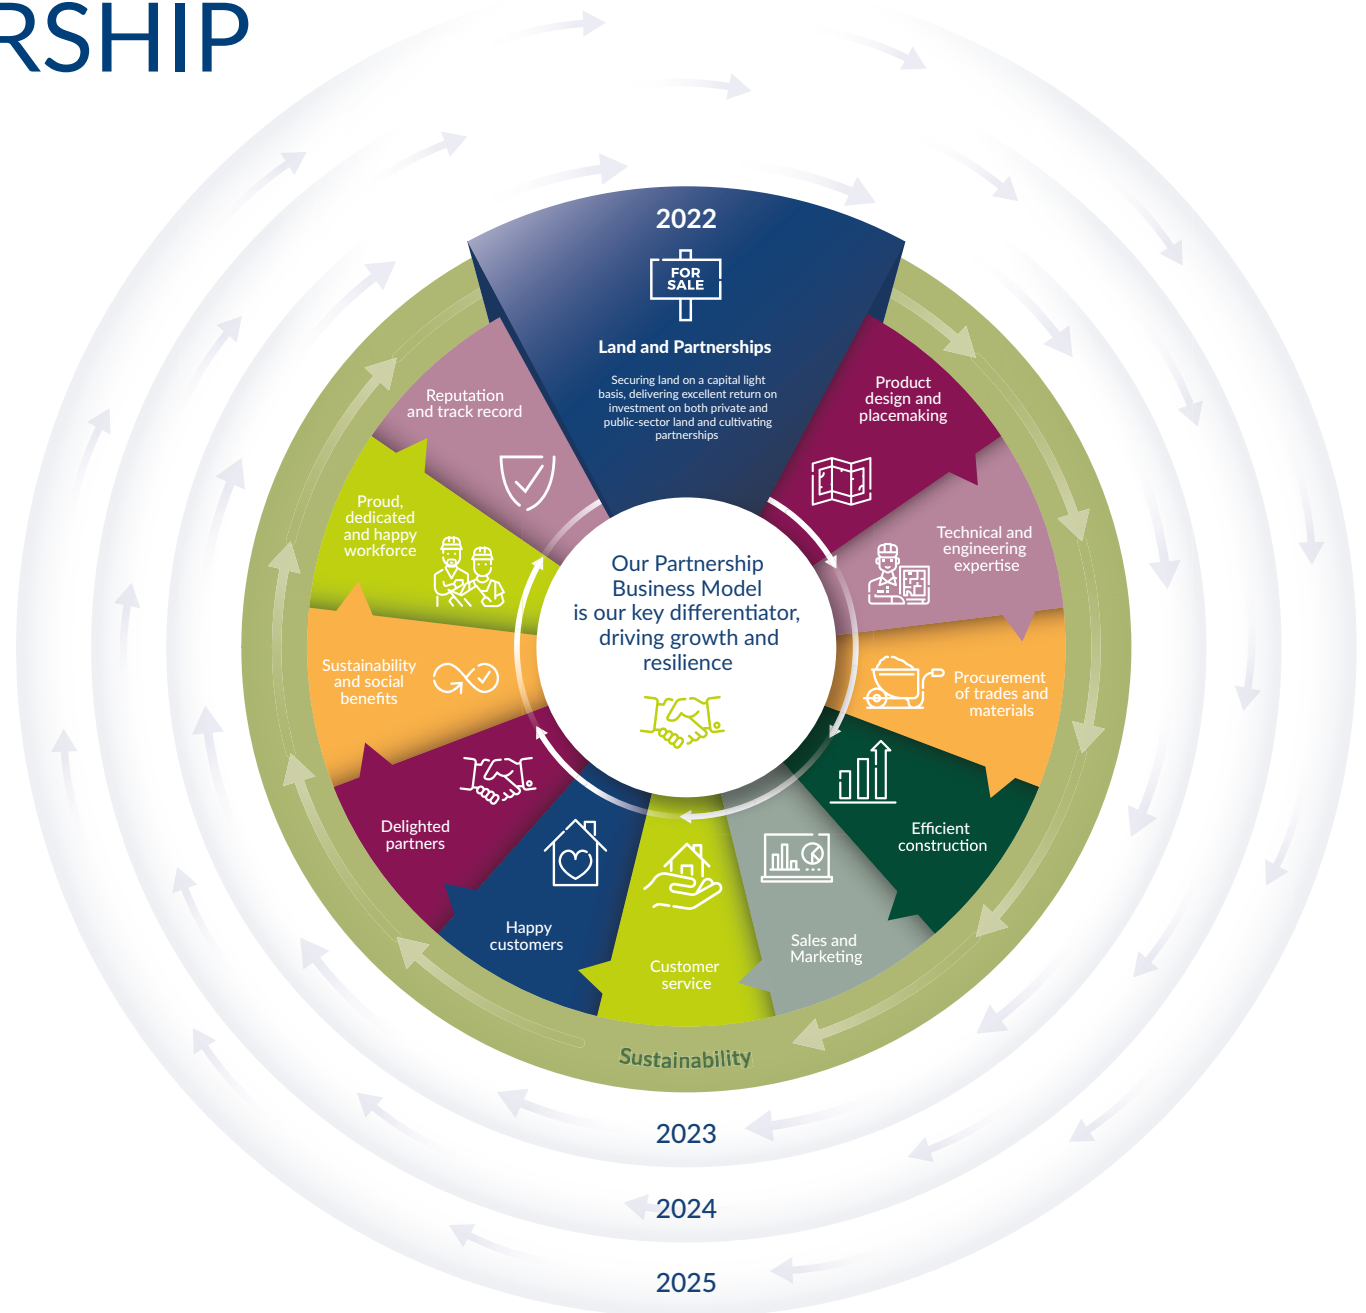 RSHIP
2022
FOR
SALE
Land and Partnerships
Securing land on a capital light
basis, delivering excellent return on
investment on both private and
public-sector land and cultivating
partnerships
Product
design and
placemaking
Technical and
engineering
expertise
Procurement
of trades and
materials
Efficient
construction
Sales and
Marketing
Customer
service
Happy
customers
Delighted
partners
Sustainability
and social
benefits
Proud,
dedicated
and happy
workforce
Reputation
and track record
Our Partnership
Business Model
is our key differentiator,
driving growth and
resilience
Sustainability
2023
2024
2025